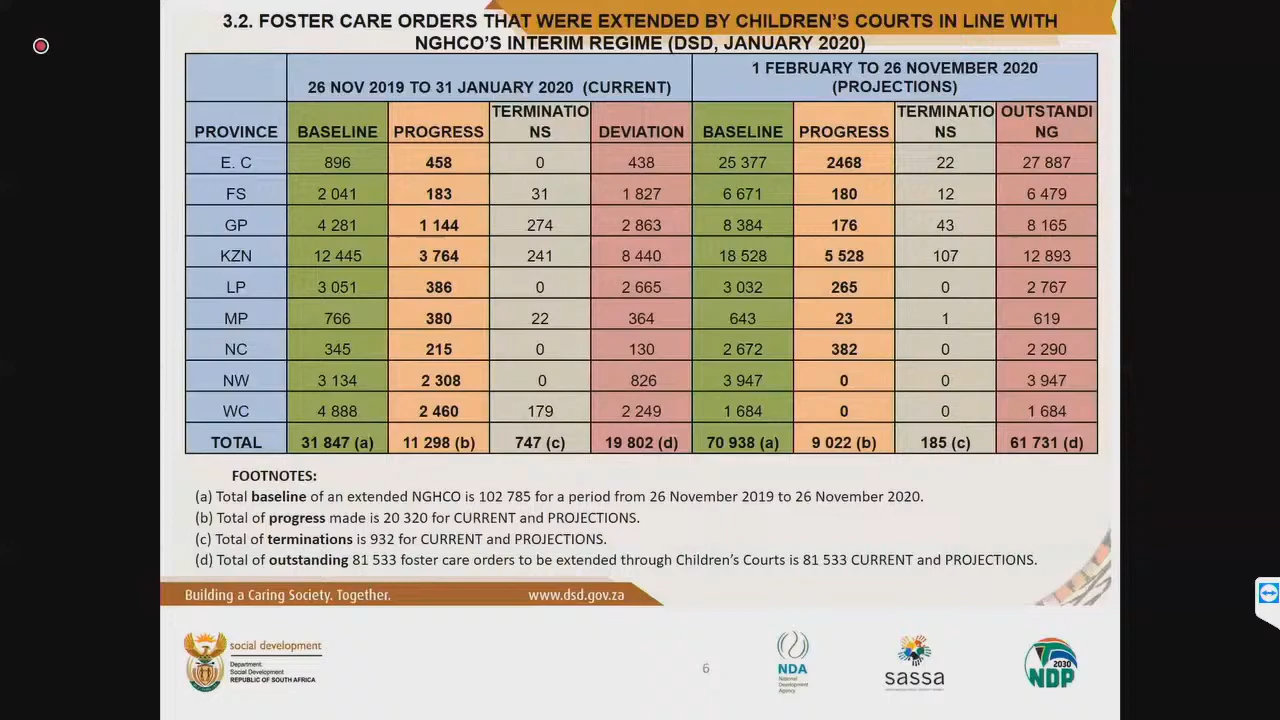 3.2. FOSTER CARE ORDERS THAT WERE EXTENDED BY CHILDREN'S COURTS IN LINE WITH
NGHCO'S INTERIM REGIME (DSD, JANUARY 2020)
26 NOV 2019 TO 31 JANUARY 2020 (CURRENT)
1 FEBRUARY TO 26 NOVEMBER 2020
(PROJECTIONS)
PROVINCE BASELINE PROGRESS TERMINATIO
NS DEVIATION BASELINE PROGRESS TERMINATIO
NS OUTSTANDI
NG
E. C 896 458 0 438 25 377 2468 22 27 887
FS 2 041 183 31 1 827 6 671 180 12 6 479
GP 4 281 1 144 274 2 863 8 384 176 43 8 165
KZN 12 445 3 764 241 8 440 18 528 5 528 107 12 893
LP 3 051 386 0 2 665 3 032 265 0 2 767
MP 766 380 22 364 643 23 1 619
NC 345 215 0 130 2 672 382 0 2 290
NW 3 134 2 308 0 826 3 947 0 0 3 947
WC 4 888 2 460 179 2 249 1 684 0 0 1 684
TOTAL 31 847 (a) 11 298 (b) 747 (c) 19 802 (d) 70 938 (a) 9 022 (b) 185 (c) 61 731 (d)
FOOTNOTES:
(a) Total baseline of an extended NGHCO is 102 785 for a period from 26 November 2019 to 26 November 2020.
(b) Total of progress made is 20 320 for CURRENT and PROJECTIONS.
(c) Total of terminations is 932 for CURRENT and PROJECTIONS.
(d) Total of outstanding 81 533 foster care orders to be extended through Children's Courts is 81 533 CURRENT and PROJECTIONS.
Building a Caring Society. Together. www.dsd.gov.za
social development
Department:
Social Development
REPUBLIC OF SOUTH AFRICA
6
NDA
National
Development
Agency
sassa
2030
NDP